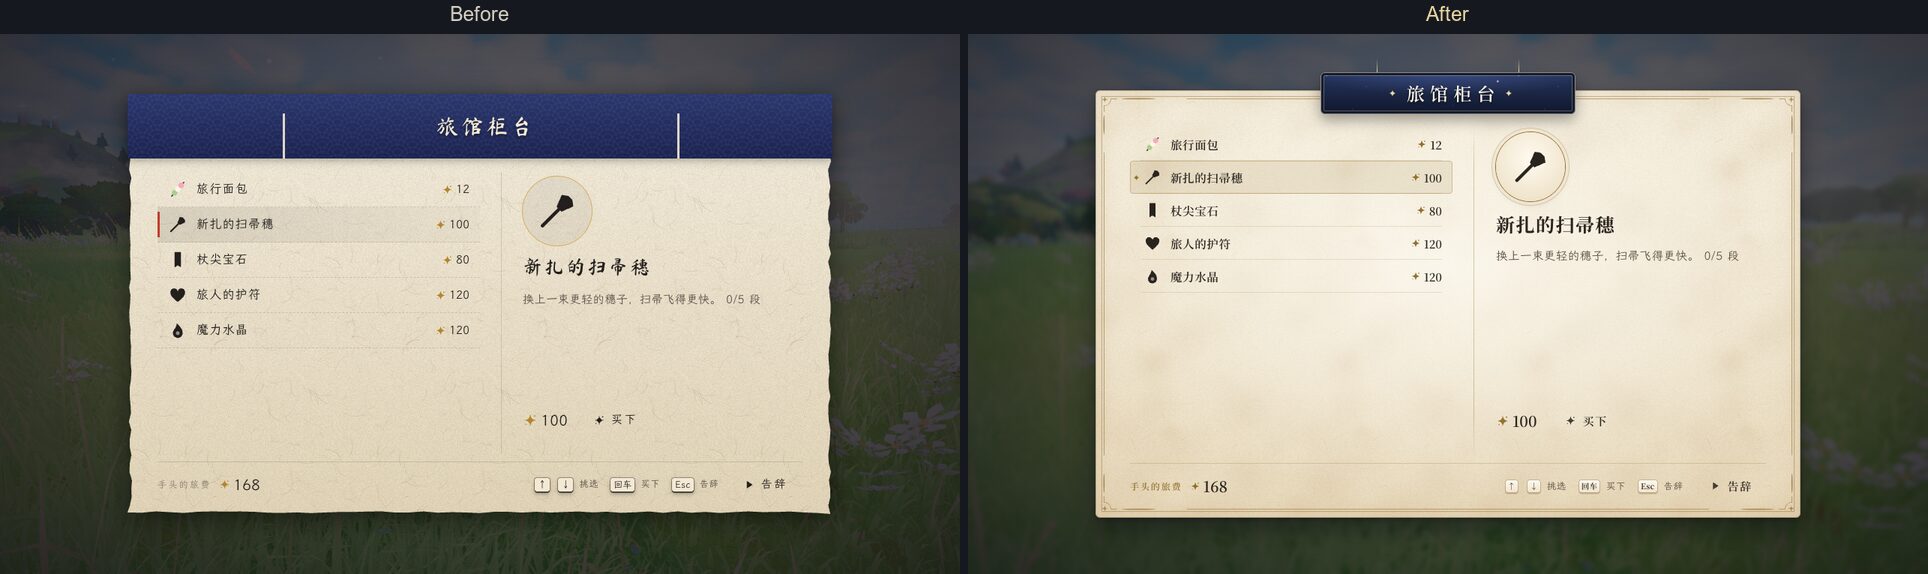 Before
旅馆柜台
旅行面包 12
新扎的扫帚穗 100
杖尖宝石 80
旅人的护符 120
魔力水晶 120
新扎的扫帚穗
换上一束更轻的穗子，扫帚飞得更快。 0/5 段
100 买下
手头的旅费 168
↑ ↓ 挑选 回车 买下 Esc 告辞 ▶ 告辞
After
旅馆柜台
旅行面包 12
新扎的扫帚穗 100
杖尖宝石 80
旅人的护符 120
魔力水晶 120
新扎的扫帚穗
换上一束更轻的穗子，扫帚飞得更快。 0/5 段
100 买下
手头的旅费 168
↑ ↓ 挑选 回车 买下 Esc 告辞 ▶ 告辞